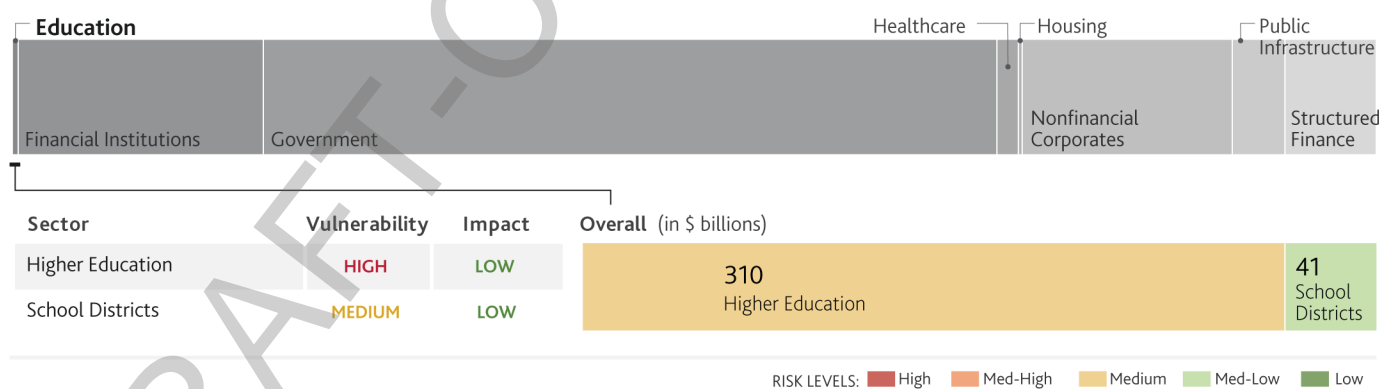 Education
Healthcare
Housing
Public
Infrastructure
Financial Institutions
Government
Nonfinancial
Corporates
Structured
Finance
Sector Vulnerability Impact Overall (in $ billions)
Higher Education HIGH LOW
School Districts MEDIUM LOW
310
Higher Education
41
School
Districts
RISK LEVELS: High Med-High Medium Med-Low Low